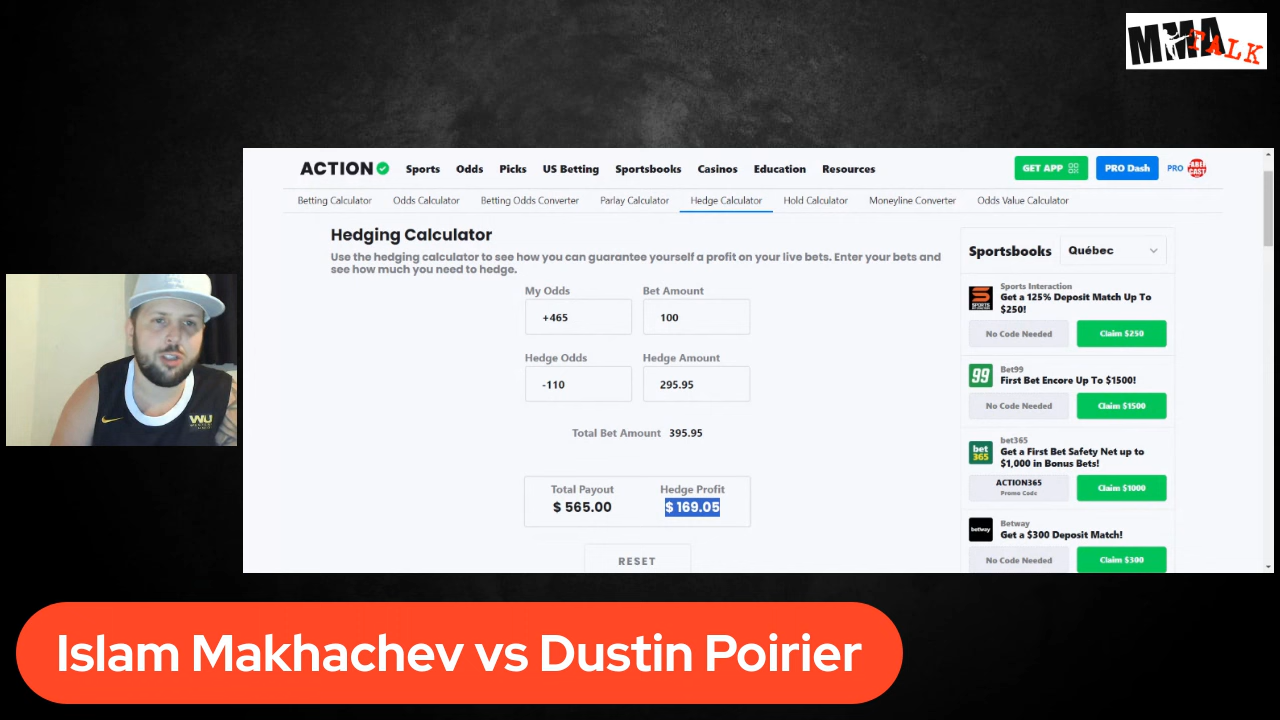 MMA TALK
ACTION Sports Odds Picks US Betting Sportsbooks Casinos Education Resources GET APP PRO Dash PRO
Betting Calculator Odds Calculator Betting Odds Converter Parlay Calculator Hedge Calculator Hold Calculator Moneyline Converter Odds Value Calculator
Hedging Calculator
Use the hedging calculator to see how you can guarantee yourself a profit on your live bets. Enter your bets and
see how much you need to hedge.
My Odds Bet Amount
+465 100
Hedge Odds Hedge Amount
-110 295.95
Total Bet Amount 395.95
Total Payout Hedge Profit
$ 565.00 $ 169.05
RESET
Sportsbooks Québec
Sports Interaction
Get a 125% Deposit Match Up To
$250!
No Code Needed Claim $250
99 Bet99
First Bet Encore Up To $1500!
No Code Needed Claim $1500
bet365
bet
365
Get a First Bet Safety Net up to
$1,000 in Bonus Bets!
ACTION365
Promo Code
Claim $1000
betway Betway
Get a $300 Deposit Match!
No Code Needed Claim $300
WU
Islam Makhachev vs Dustin Poirier